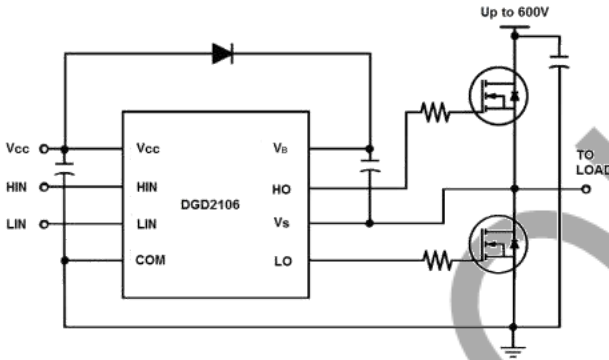 Up to 600V
Vcc
Vcc
VB
HIN
HIN
HO
TO
LOAD
DGD2106
LIN
LIN
Vs
COM
LO